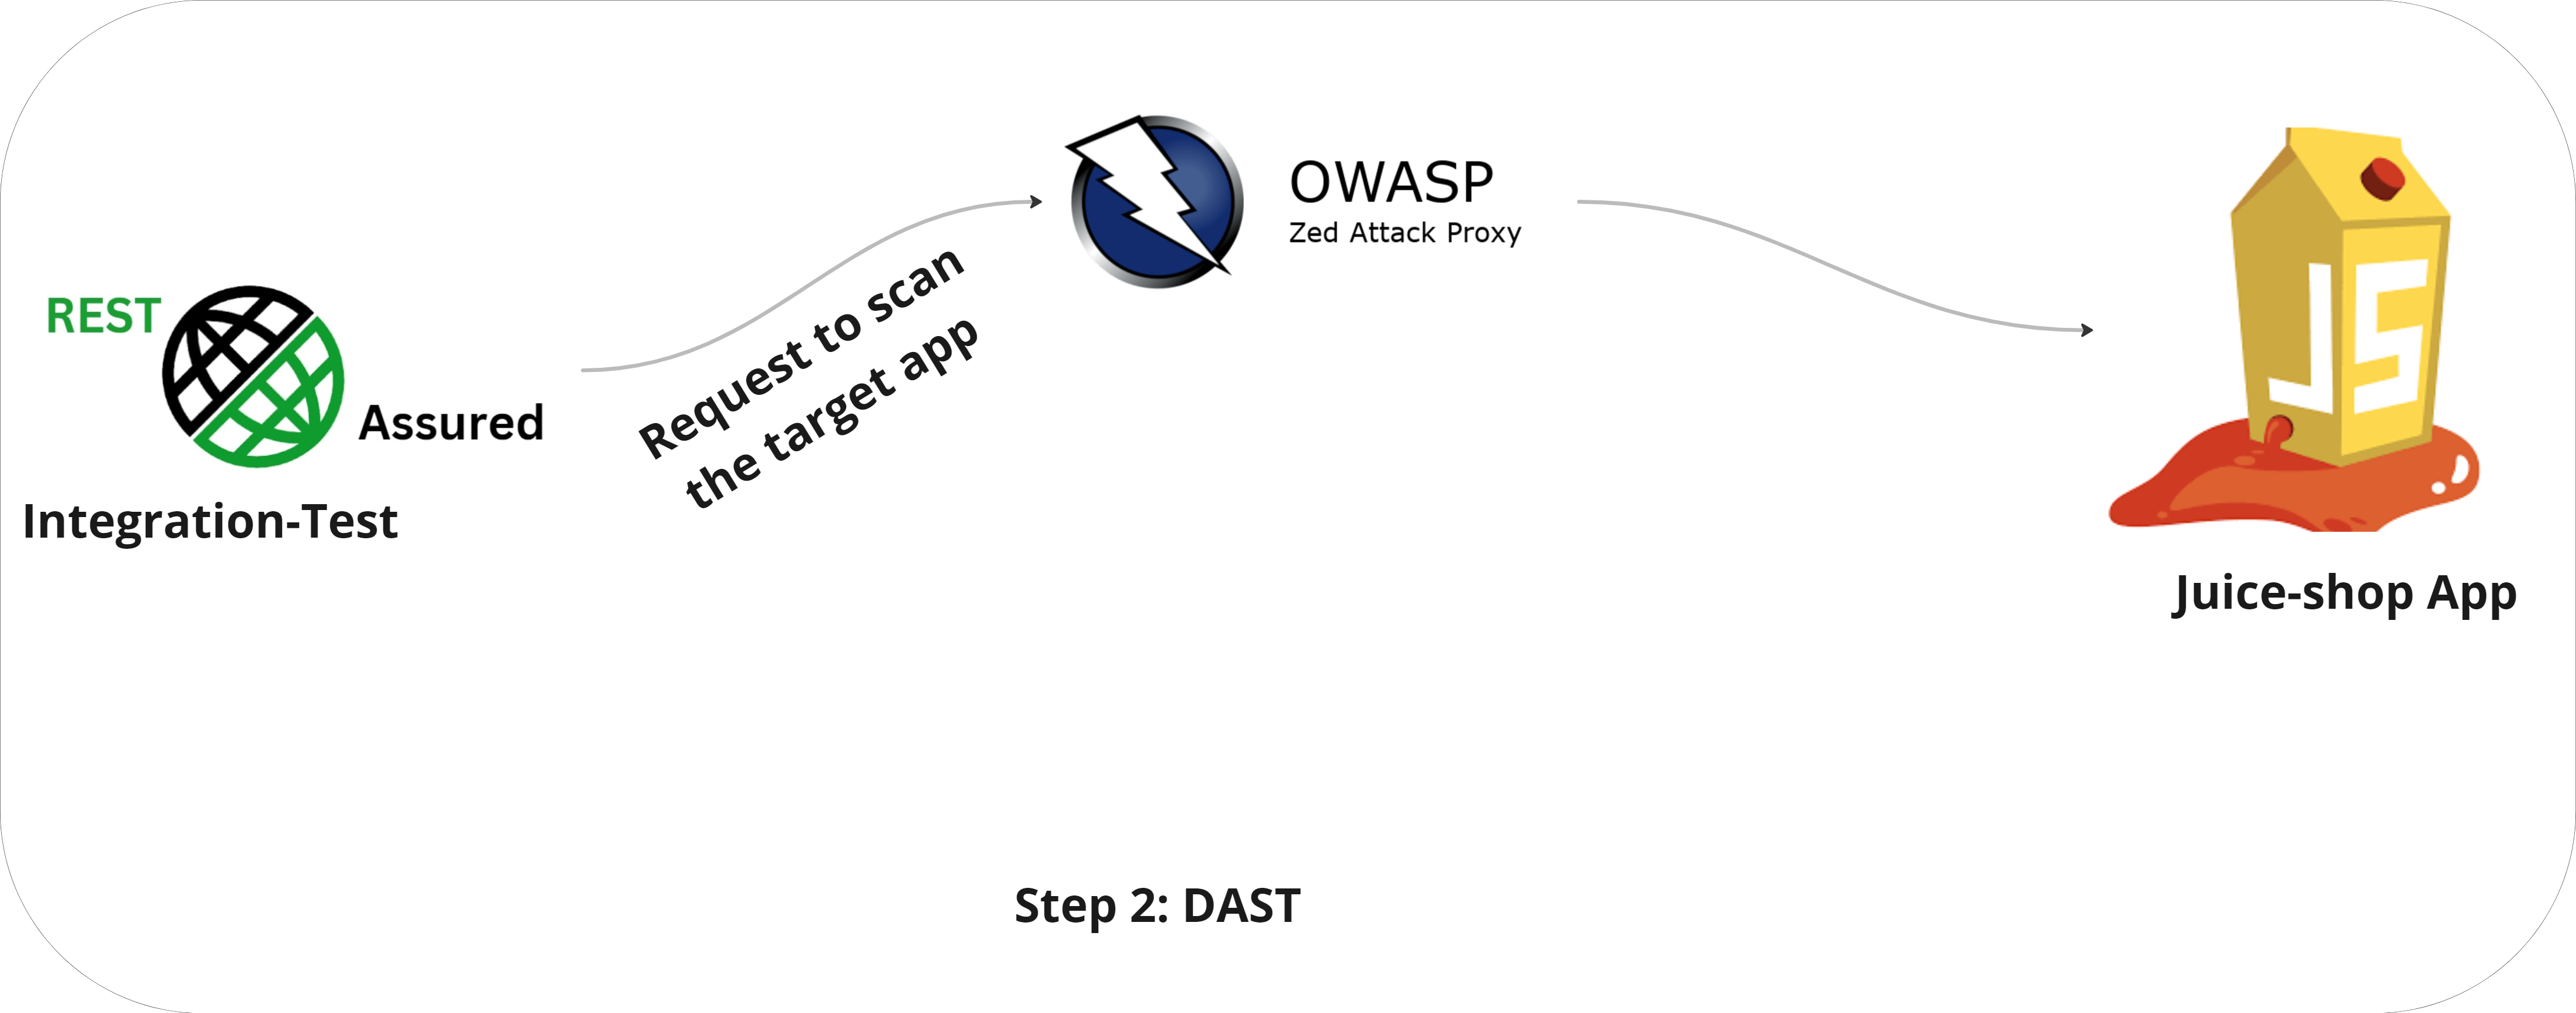 REST
Assured
Integration-Test
Request to scan
the target app
OWASP
Zed Attack Proxy
JS
Juice-shop App
Step 2: DAST